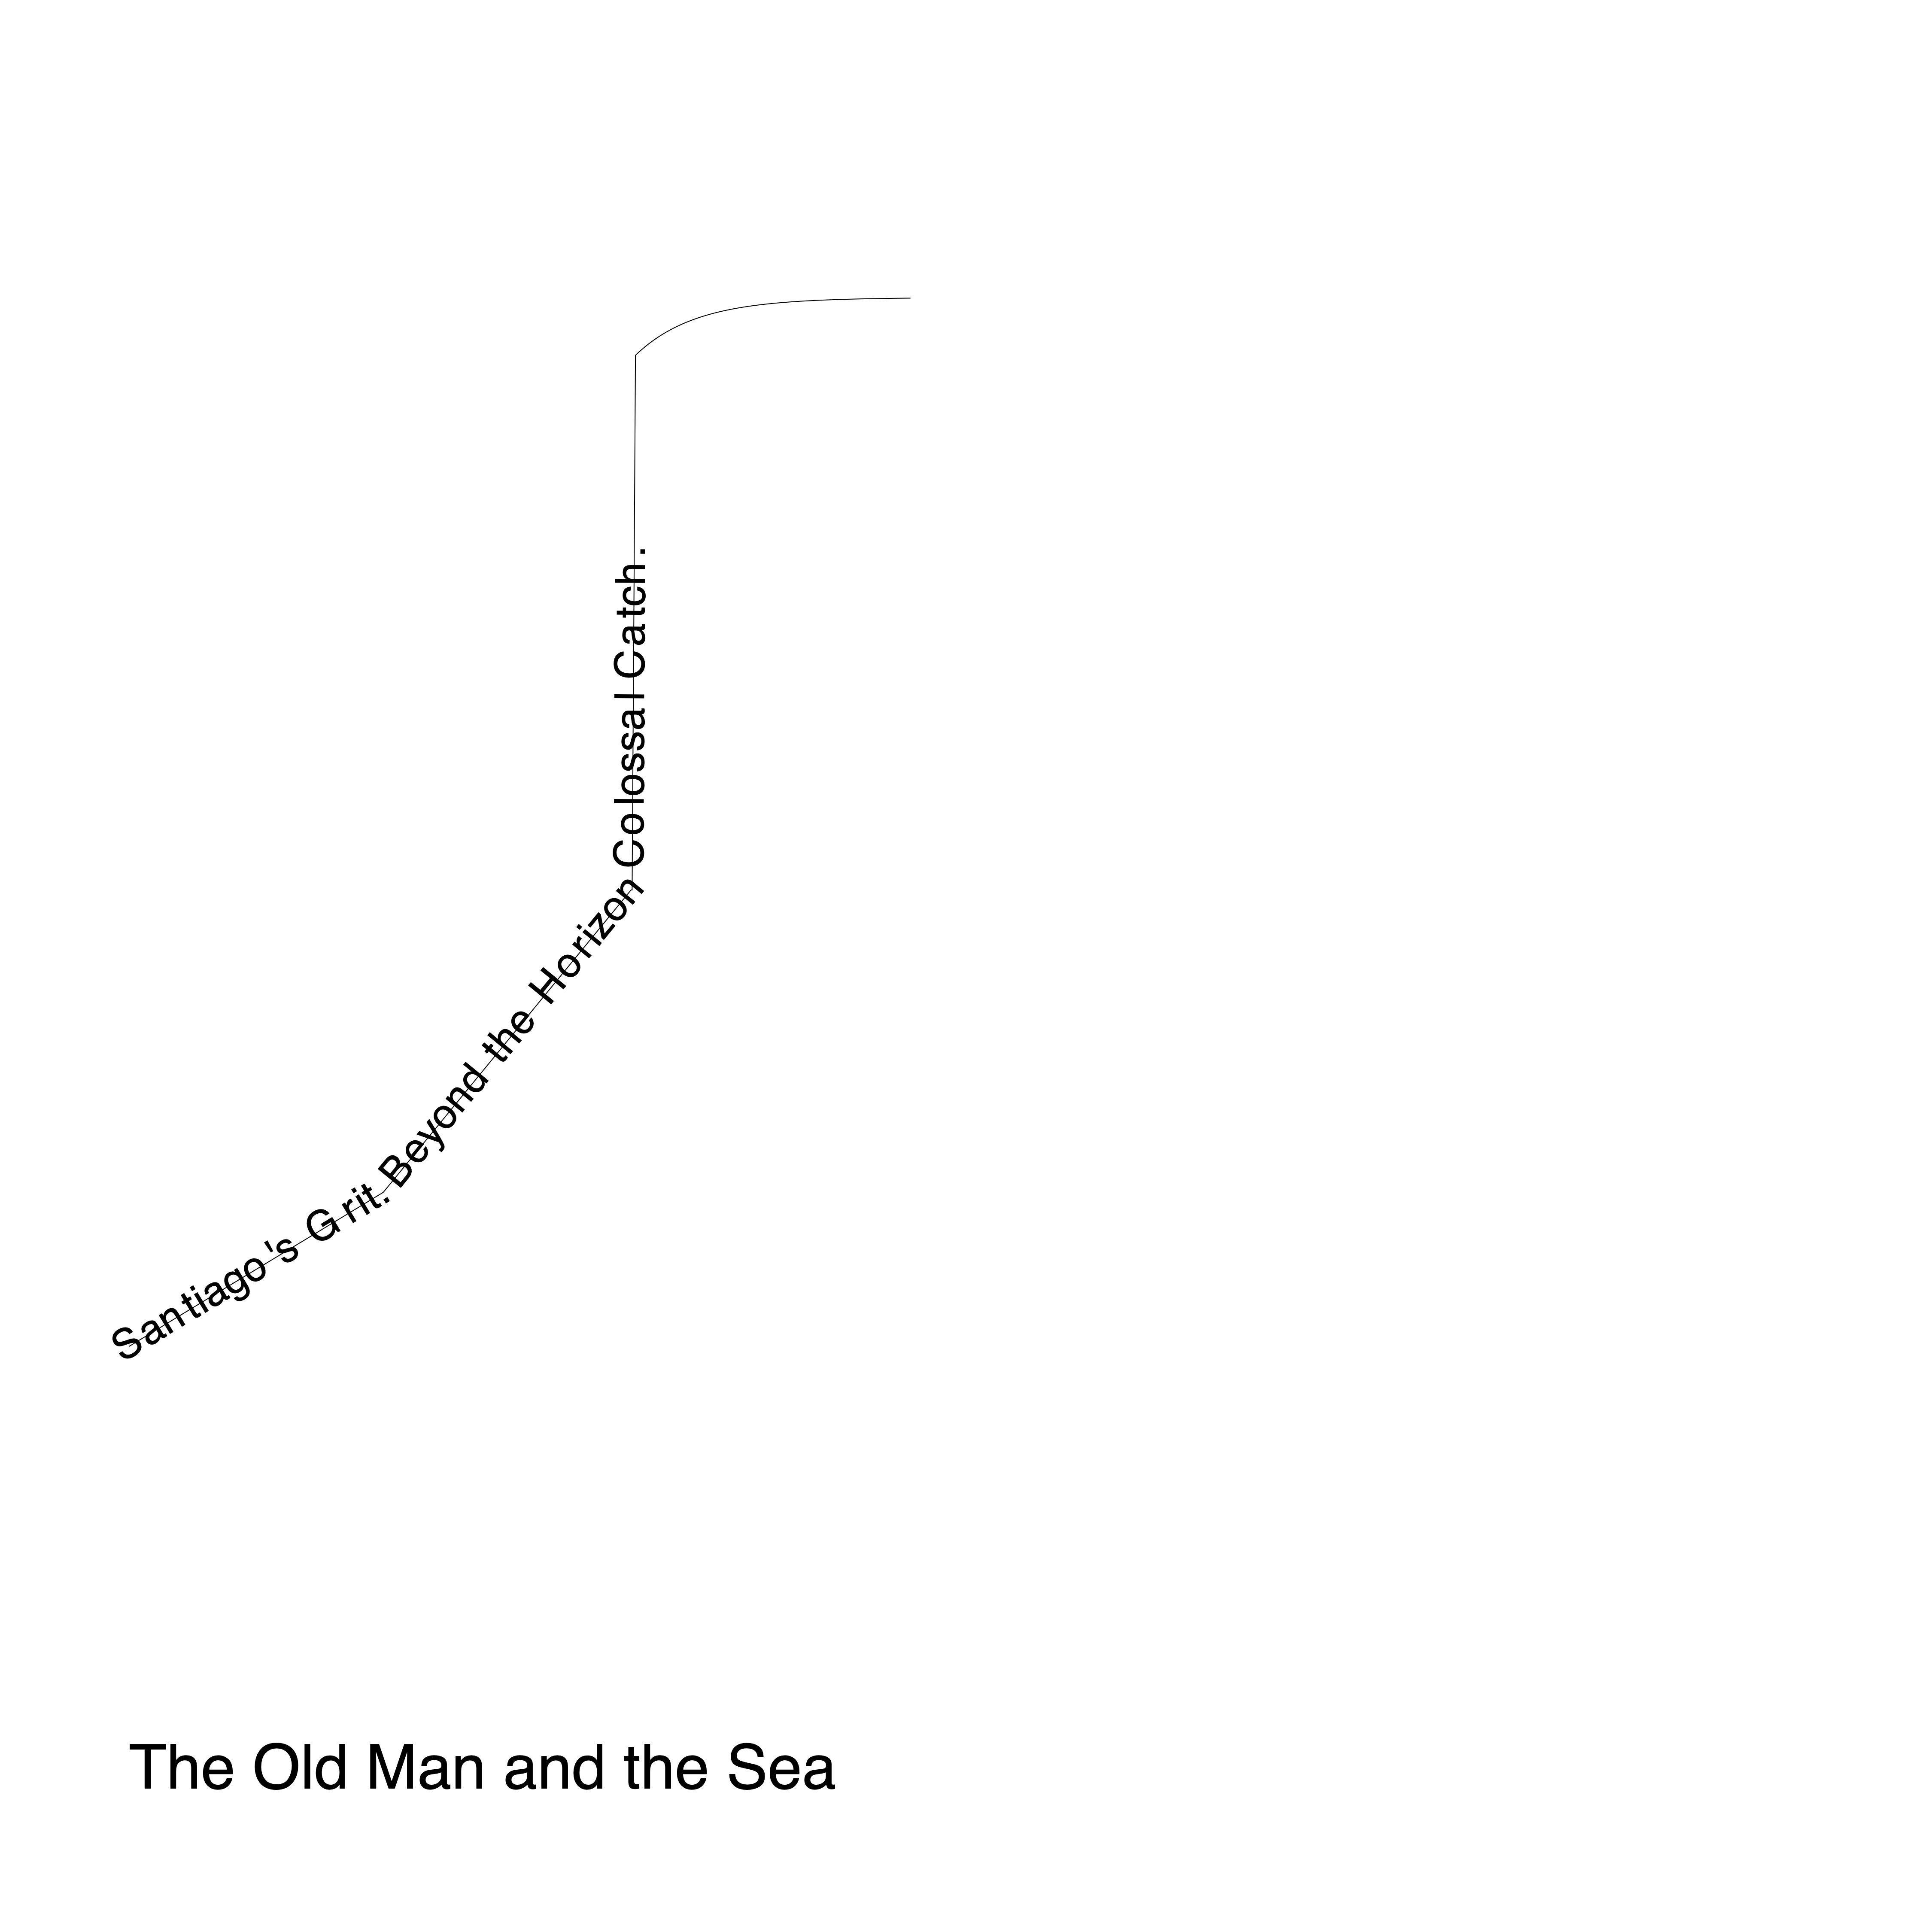 Santiago's Grit. Beyond the Horizon Colossal Catch.
The Old Man and the Sea